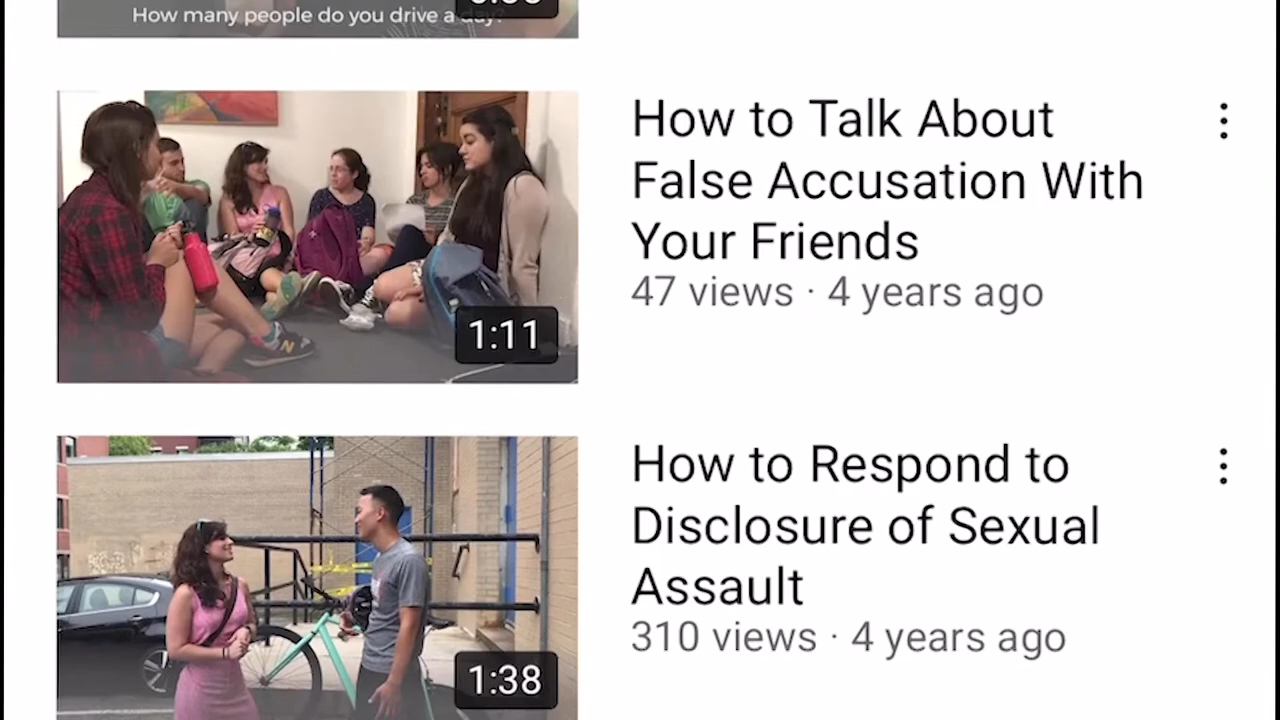 How many people do you drive a day?
How to Talk About
False Accusation With
Your Friends
47 views · 4 years ago
1:11
How to Respond to
Disclosure of Sexual
Assault
310 views · 4 years ago
1:38